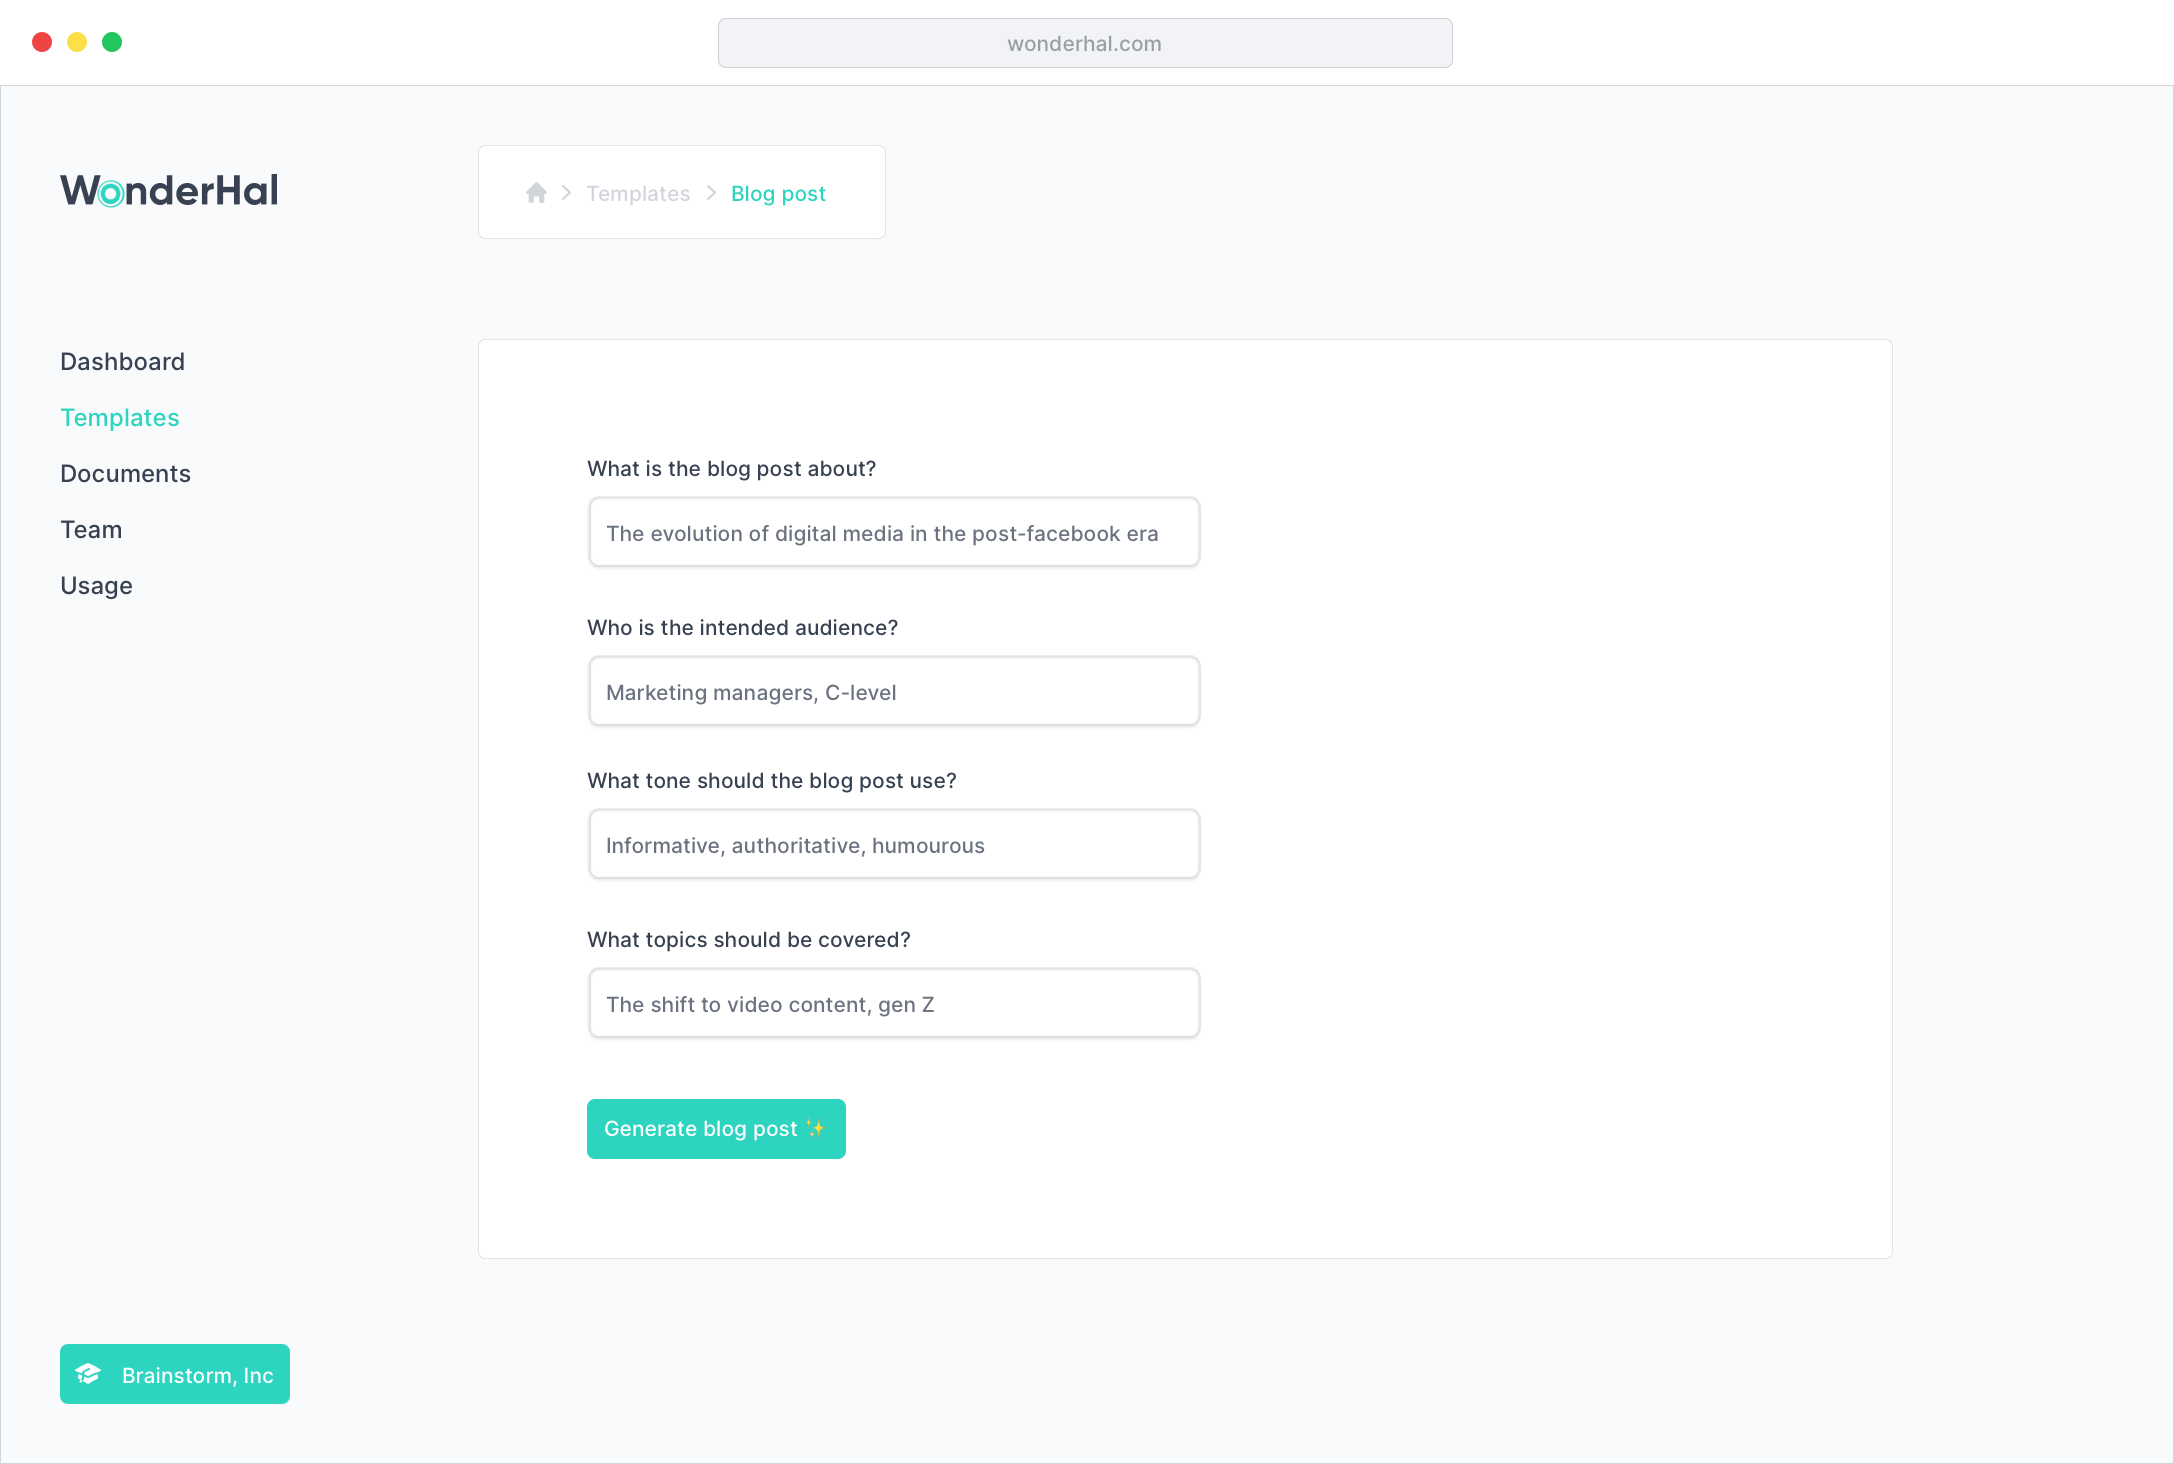 wonderhal.com
WonderHal
Templates
Blog post
Dashboard
Templates
Documents
Team
Usage
What is the blog post about?
The evolution of digital media in the post-facebook era
Who is the intended audience?
Marketing managers, C-level
What tone should the blog post use?
Informative, authoritative, humourous
What topics should be covered?
The shift to video content, gen Z
Generate blog post ✨
Brainstorm, Inc